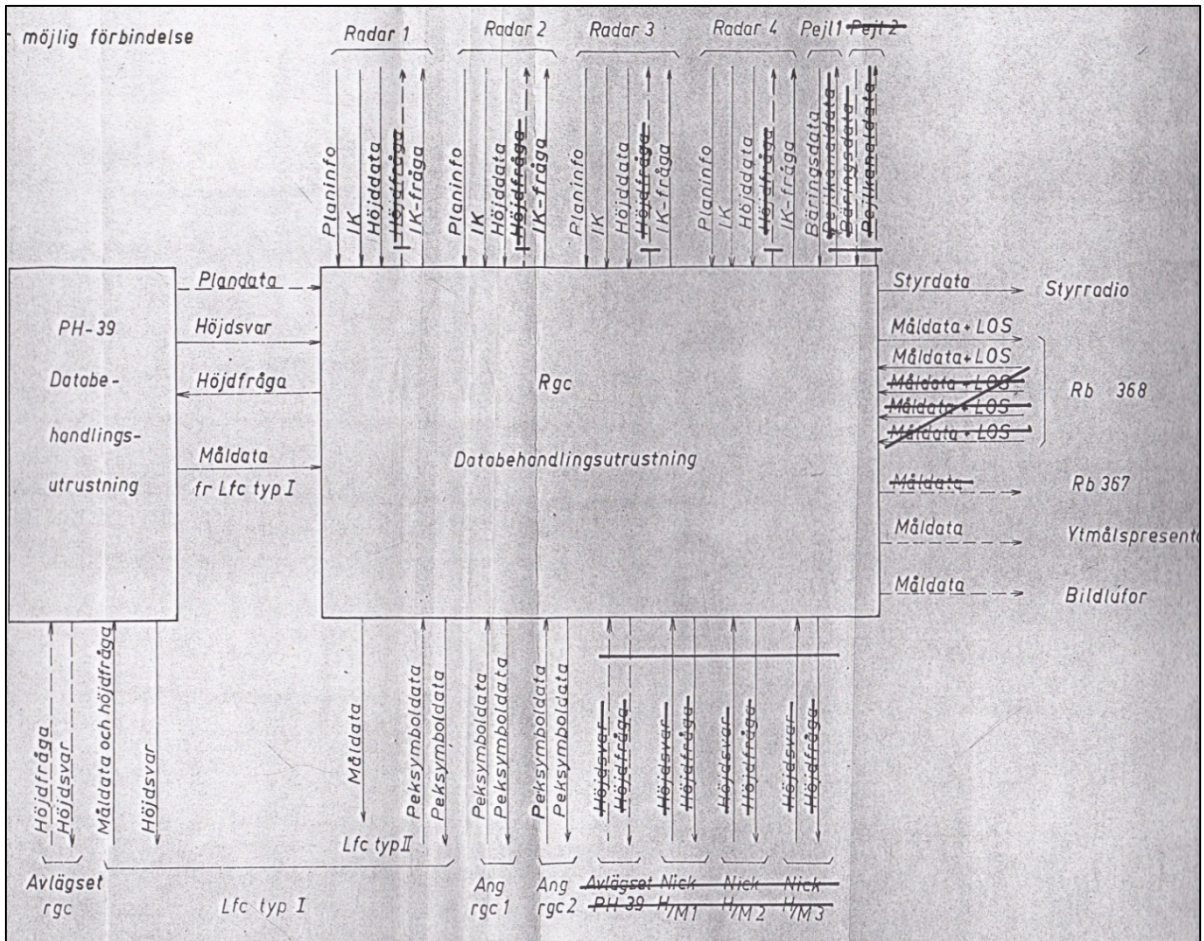 möjlig förbindelse
Radar 1
Radar 2
Radar 3
Radar 4
Pejl 1
Pejl 2
Planinfo
IK
Höjddata
Höjdfråga
IK-fråga
Planinfo
IK
Höjddata
Höjdfråga
IK-fråga
Planinfo
IK
Höjddata
Höjdfråga
IK-fråga
Planinfo
IK
Höjddata
Höjdfråga
IK-fråga
Bäringsdata
Pejlkanaldata
Bäringsdata
Pejlkanaldata
PH-39
Databe-
handlings-
utrustning
Plandata
Höjdsvar
Höjdfråga
Måldata
fr Lfc typ I
Rgc
Databehandlingsutrustning
Styrdata
Styrradio
Måldata + LOS
Måldata + LOS
Måldata + LOS
Måldata + LOS
Måldata + LOS
Rb 368
Måldata
Rb 367
Måldata
Ytmålspresent
Måldata
Bildlufor
Höjdfråga
Höjdsvar
Måldata och höjdfråga
Höjdsvar
Måldata
Peksymboldata
Peksymboldata
Peksymboldata
Peksymboldata
Peksymboldata
Peksymboldata
Höjdsvar
Höjdfråga
Höjdsvar
Höjdfråga
Höjdsvar
Höjdfråga
Höjdsvar
Höjdfråga
Avlägset
rgc
Lfc typ I
Lfc typ II
Ang
rgc 1
Ang
rgc 2
Avlägset
PH-39
Nick
H/M1
Nick
H/M2
Nick
H/M3